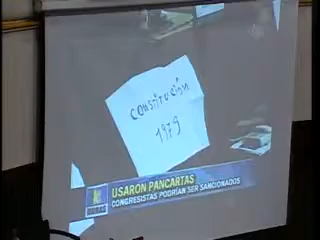 CONSTITUCIÓN
1979
USARON PANCARTAS
CONGRESISTAS PODRÍAN SER SANCIONADOS